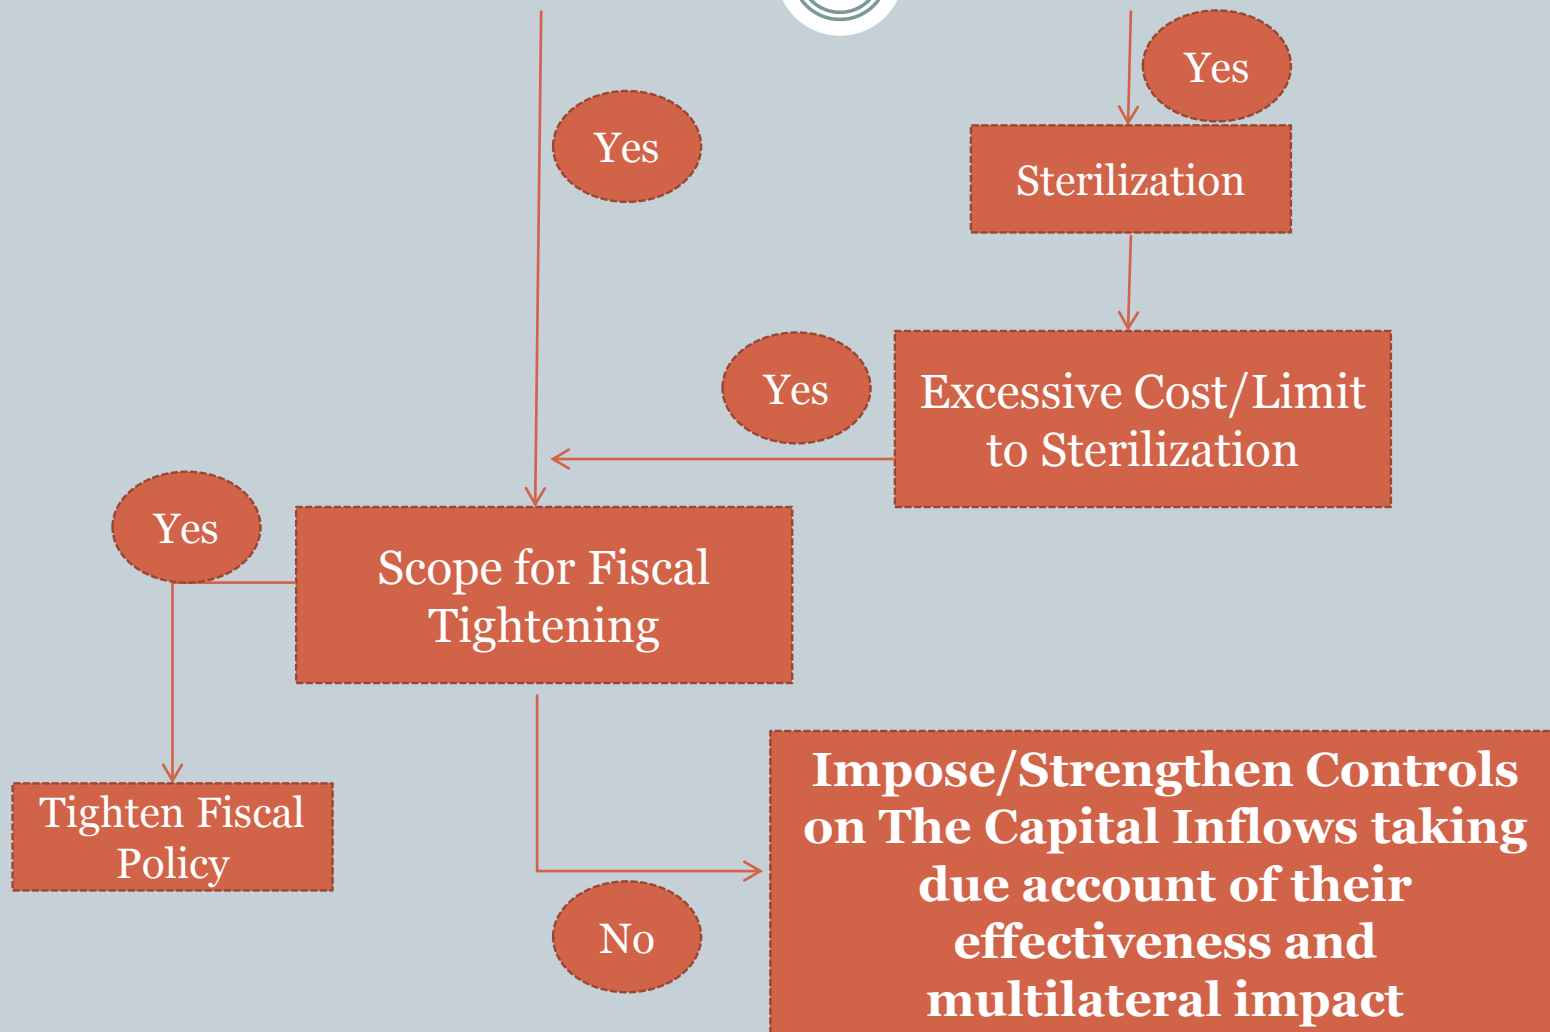 Yes
Yes
Sterilization
Yes
Excessive Cost/Limit
to Sterilization
Yes
Scope for Fiscal
Tightening
Tighten Fiscal
Policy
No
Impose/Strengthen Controls
on The Capital Inflows taking
due account of their
effectiveness and
multilateral impact